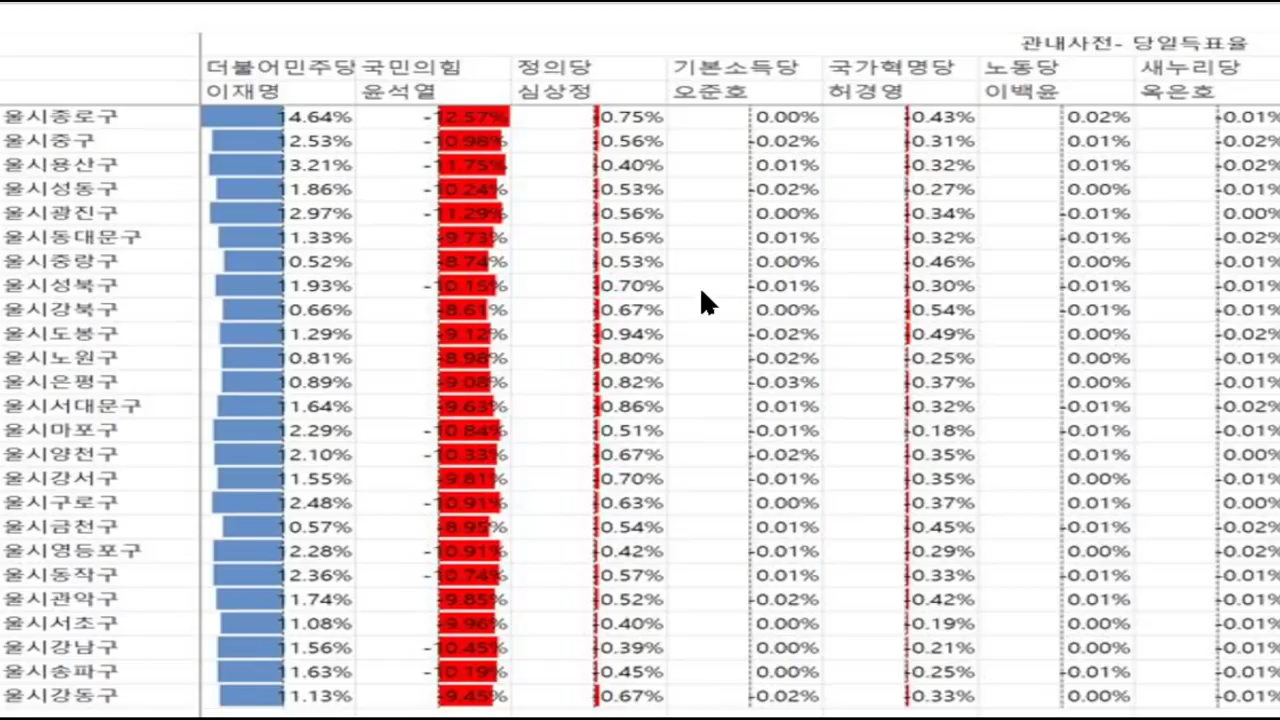 관내사전- 당일득표율
더불어민주당 국민의힘 정의당 기본소득당 국가혁명당 노동당 새누리당
이재명 윤석열 심상정 오준호 허경영 이백윤 옥은호
울시종로구 14.64% -12.57% -0.75% 0.00% -0.43% 0.02% -0.01%
울시중구 12.53% -10.98% -0.56% -0.02% -0.31% 0.01% -0.02%
울시용산구 13.21% -11.75% -0.40% 0.01% -0.32% 0.01% -0.02%
울시성동구 11.86% -10.24% -0.53% -0.02% -0.27% 0.00% -0.01%
울시광진구 12.97% -11.29% -0.56% 0.00% -0.34% -0.01% 0.00%
울시동대문구 11.33% -9.73% -0.56% 0.01% -0.32% -0.01% -0.02%
울시중랑구 10.52% -8.74% -0.53% 0.00% -0.46% 0.01% -0.01%
울시성북구 11.93% -10.15% -0.70% -0.01% -0.30% 0.00% -0.01%
울시강북구 10.66% -8.61% -0.67% 0.00% -0.54% -0.01% -0.01%
울시도봉구 11.29% -9.12% -0.94% -0.02% -0.49% 0.00% -0.02%
울시노원구 10.81% -8.98% -0.80% -0.02% -0.25% 0.00% -0.01%
울시은평구 10.89% -9.08% -0.82% -0.03% -0.37% 0.00% -0.01%
울시서대문구 11.64% -9.63% -0.86% 0.01% -0.32% -0.01% -0.02%
울시마포구 12.29% -10.84% -0.51% -0.01% -0.18% -0.01% -0.01%
울시양천구 12.10% -10.33% -0.67% -0.02% -0.35% 0.01% 0.00%
울시강서구 11.55% -9.81% -0.70% -0.01% -0.35% 0.00% -0.01%
울시구로구 12.48% -10.91% -0.63% 0.00% -0.37% 0.01% 0.00%
울시금천구 10.57% -8.95% -0.54% 0.01% -0.45% -0.01% -0.02%
울시영등포구 12.28% -10.91% -0.42% -0.01% -0.29% 0.00% -0.02%
울시동작구 12.36% -10.74% -0.57% 0.01% -0.33% -0.01% -0.01%
울시관악구 11.74% -9.85% -0.52% -0.02% -0.42% 0.00% -0.01%
울시서초구 11.08% -9.96% -0.40% 0.00% -0.19% 0.01% -0.01%
울시강남구 11.56% -10.45% -0.39% 0.00% -0.21% 0.01% -0.01%
울시송파구 11.63% -10.19% -0.45% 0.00% -0.25% -0.01% -0.01%
울시강동구 11.13% -9.45% -0.67% -0.02% -0.33% 0.00% -0.01%